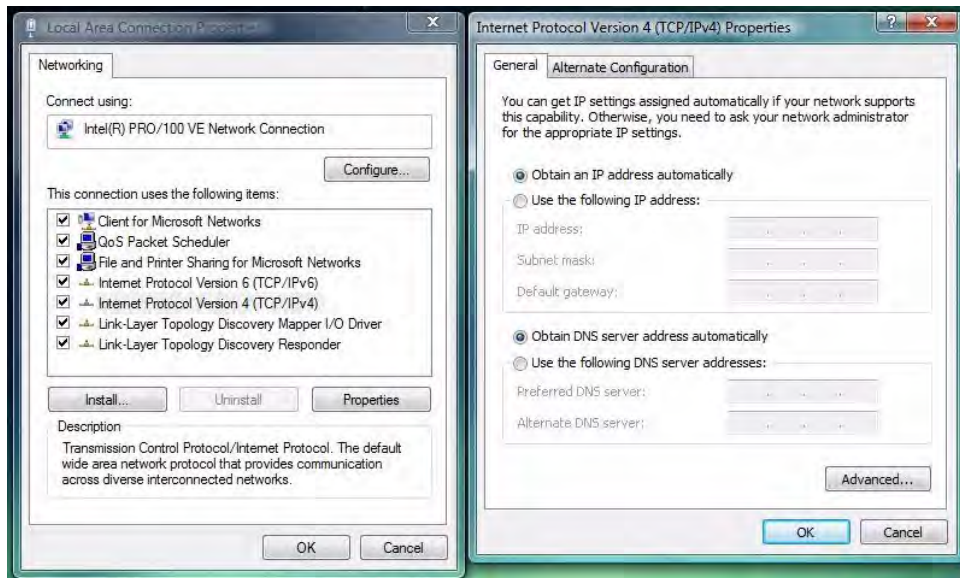 Local Area Connection Properties
Networking
Connect using:
Intel(R) PRO/100 VE Network Connection
Configure...
This connection uses the following items:
Client for Microsoft Networks
QoS Packet Scheduler
File and Printer Sharing for Microsoft Networks
Internet Protocol Version 6 (TCP/IPv6)
Internet Protocol Version 4 (TCP/IPv4)
Link-Layer Topology Discovery Mapper I/O Driver
Link-Layer Topology Discovery Responder
Install...
Uninstall
Properties
Description
Transmission Control Protocol/Internet Protocol. The default
wide area network protocol that provides communication
across diverse interconnected networks.
OK
Cancel
Internet Protocol Version 4 (TCP/IPv4) Properties
General
Alternate Configuration
You can get IP settings assigned automatically if your network supports
this capability. Otherwise, you need to ask your network administrator
for the appropriate IP settings.
Obtain an IP address automatically
Use the following IP address:
IP address:
Subnet mask:
Default gateway:
Obtain DNS server address automatically
Use the following DNS server addresses:
Preferred DNS server:
Alternate DNS server:
Advanced...
OK
Cancel